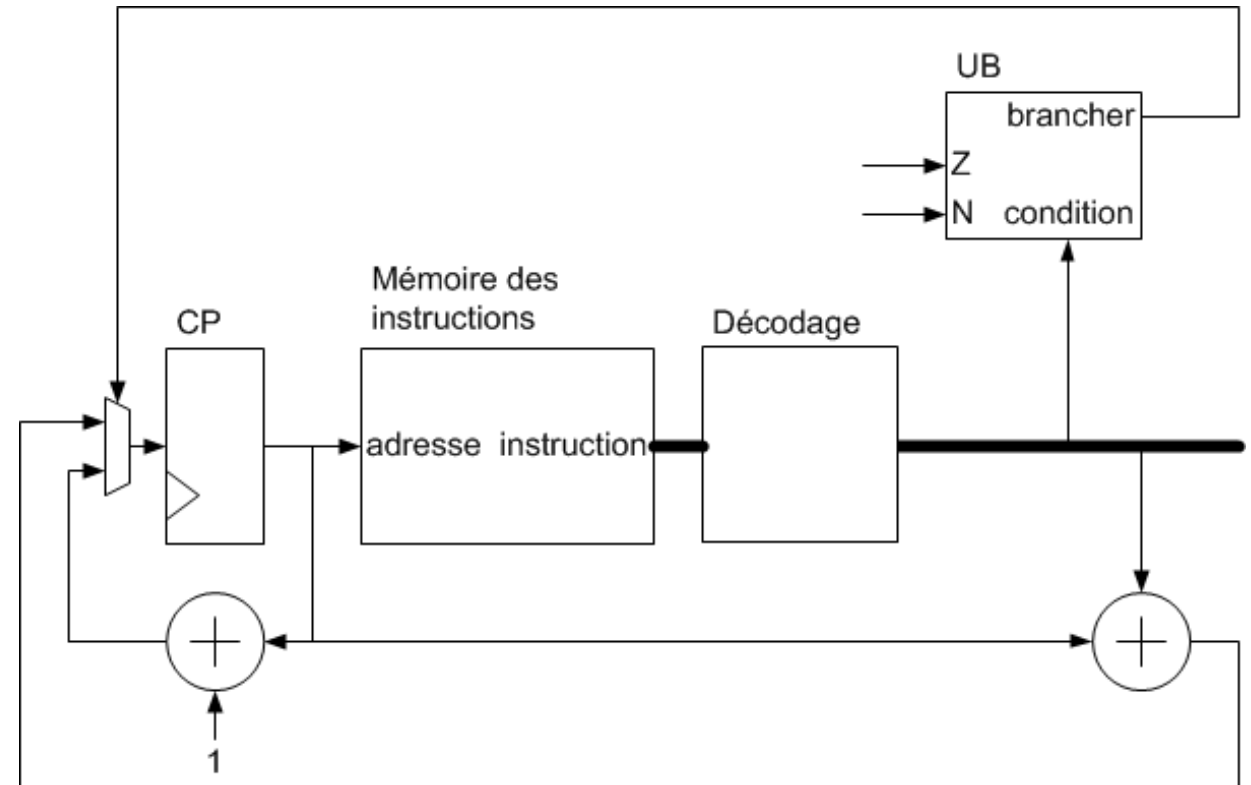 UB
brancher
Z
N condition
Mémoire des
instructions
CP
Décodage
adresse instruction
1